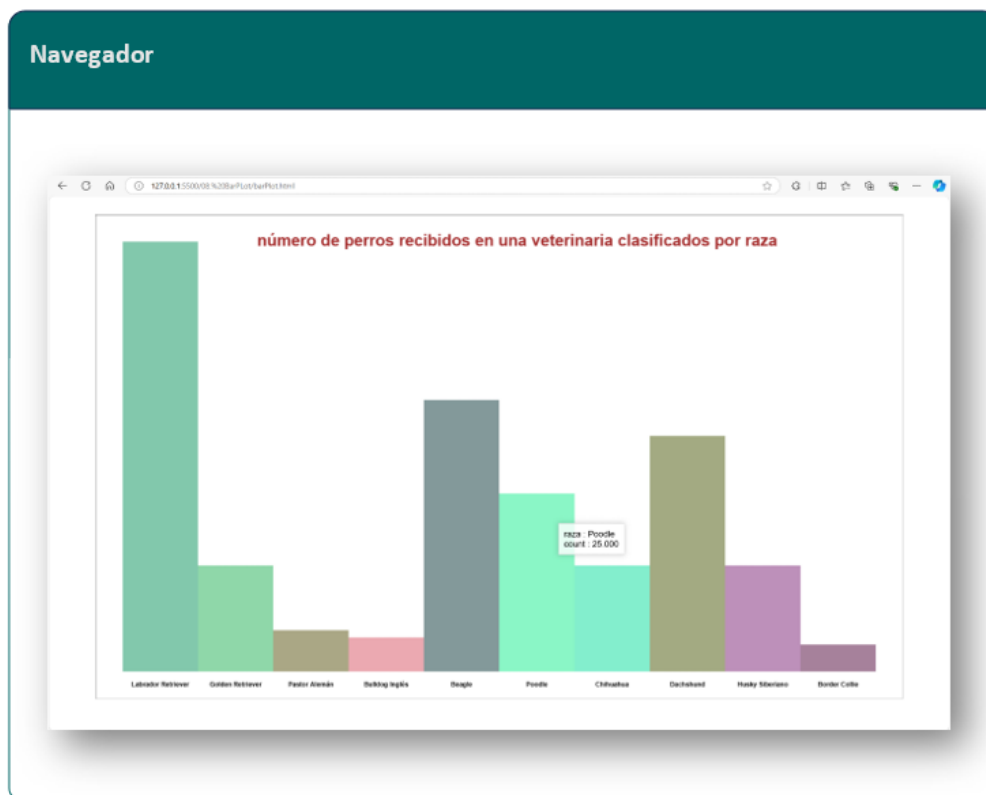 Navegador
127.0.0.1:5500/08.%20BarPLot/barPlot.html
número de perros recibidos en una veterinaria clasificados por raza
raza : Poodle
count : 25.000
Labrador Retriever Golden Retriever Pastor Alemán Bulldog Inglés Beagle Poodle Chihuahua Dachshund Husky Siberiano Border Collie